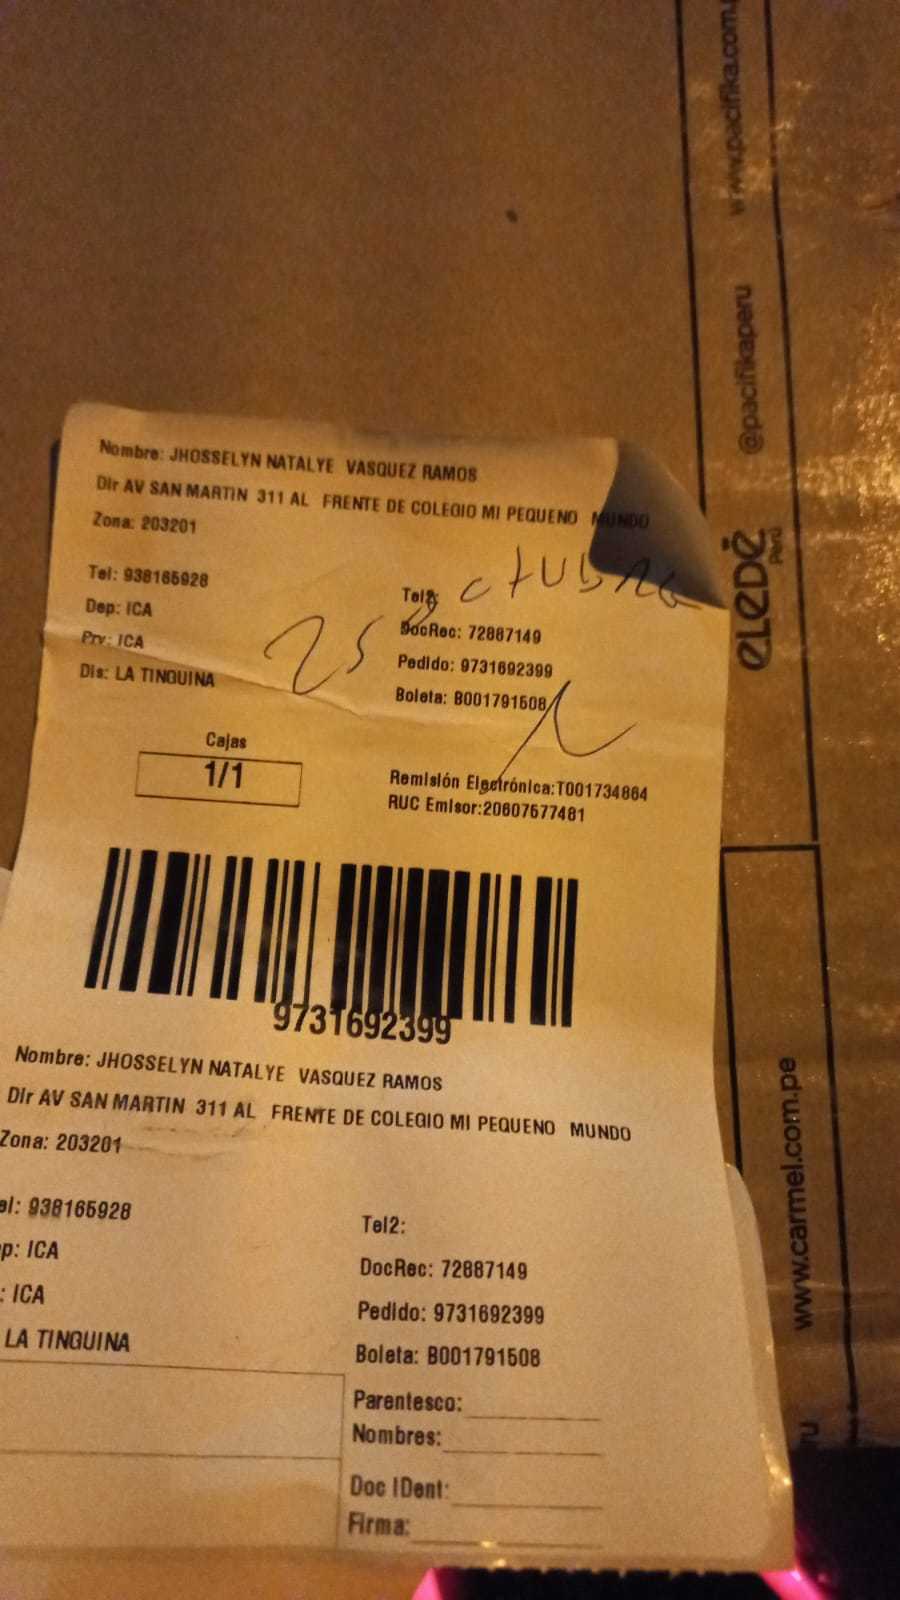 www.pacifika.com.
@pacifikaperu
eLeDE
Perú
Nombre: JHOSSELYN NATALYE VASQUEZ RAMOS
Dir AV SAN MARTIN 311 AL FRENTE DE COLEGIO MI PEQUENO MUNDO
Zona: 203201
Tel: 938165928
Tel2:
Dep: ICA
DocRec: 72887149
Prv: ICA
Pedido: 9731692399
Dis: LA TINGUINA
Boleta: B001791508
25 octubre
Cajas
1/1
Remisión Electrónica:T001734864
RUC Emisor:20607577481
9731692399
Nombre: JHOSSELYN NATALYE VASQUEZ RAMOS
Dir AV SAN MARTIN 311 AL FRENTE DE COLEGIO MI PEQUENO MUNDO
Zona: 203201
el: 938165928
Tel2:
p: ICA
DocRec: 72887149
: ICA
Pedido: 9731692399
LA TINGUINA
Boleta: B001791508
Parentesco:
Nombres:
Doc IDent:
Firma:
www.carmel.com.pe
ru